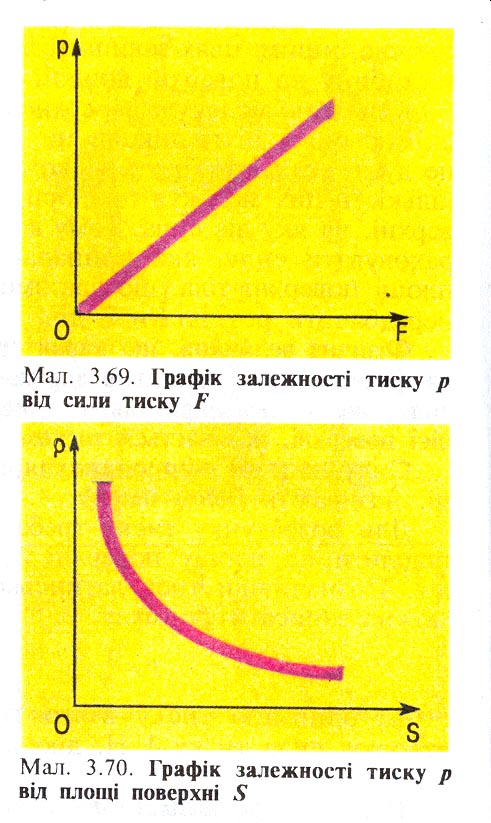 p
O
F
Мал. 3.69. Графік залежності тиску p
від сили тиску F
p
O
S
Мал. 3.70. Графік залежності тиску p
від площі поверхні S